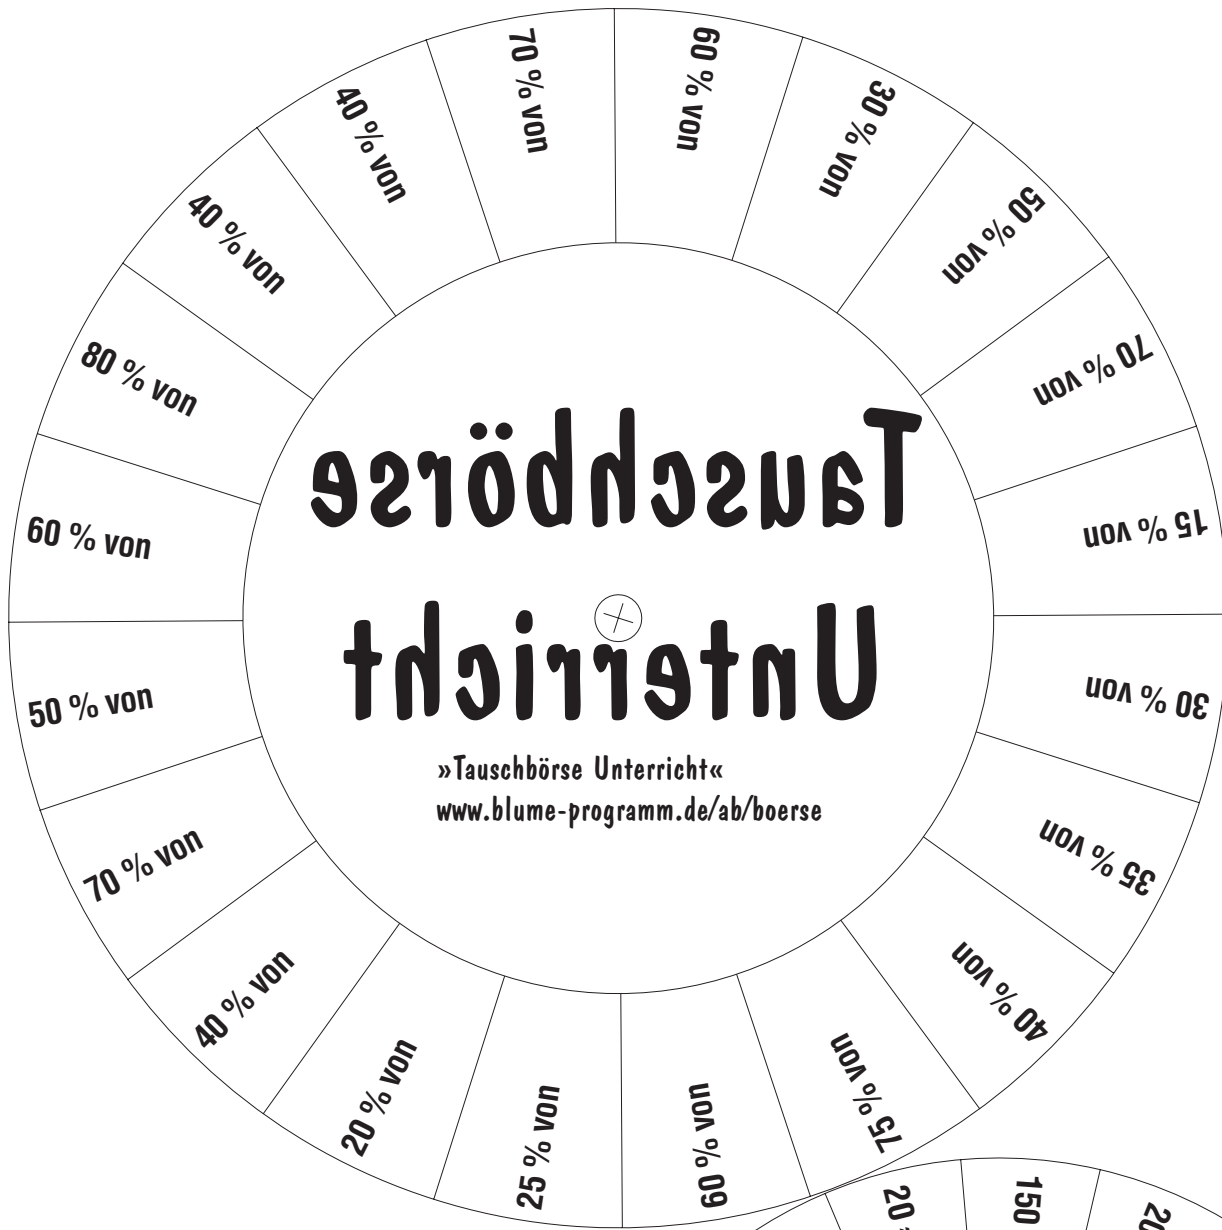 60 % von
30 % von
50 % von
70 % von
15 % von
30 % von
35 % von
40 % von
75 % von
60 % von
25 % von
20 % von
40 % von
70 % von
50 % von
60 % von
80 % von
40 % von
40 % von
70 % von
Tauschbörse
Unterricht
»Tauschbörse Unterricht«
www.blume-programm.de/ab/boerse
20
150